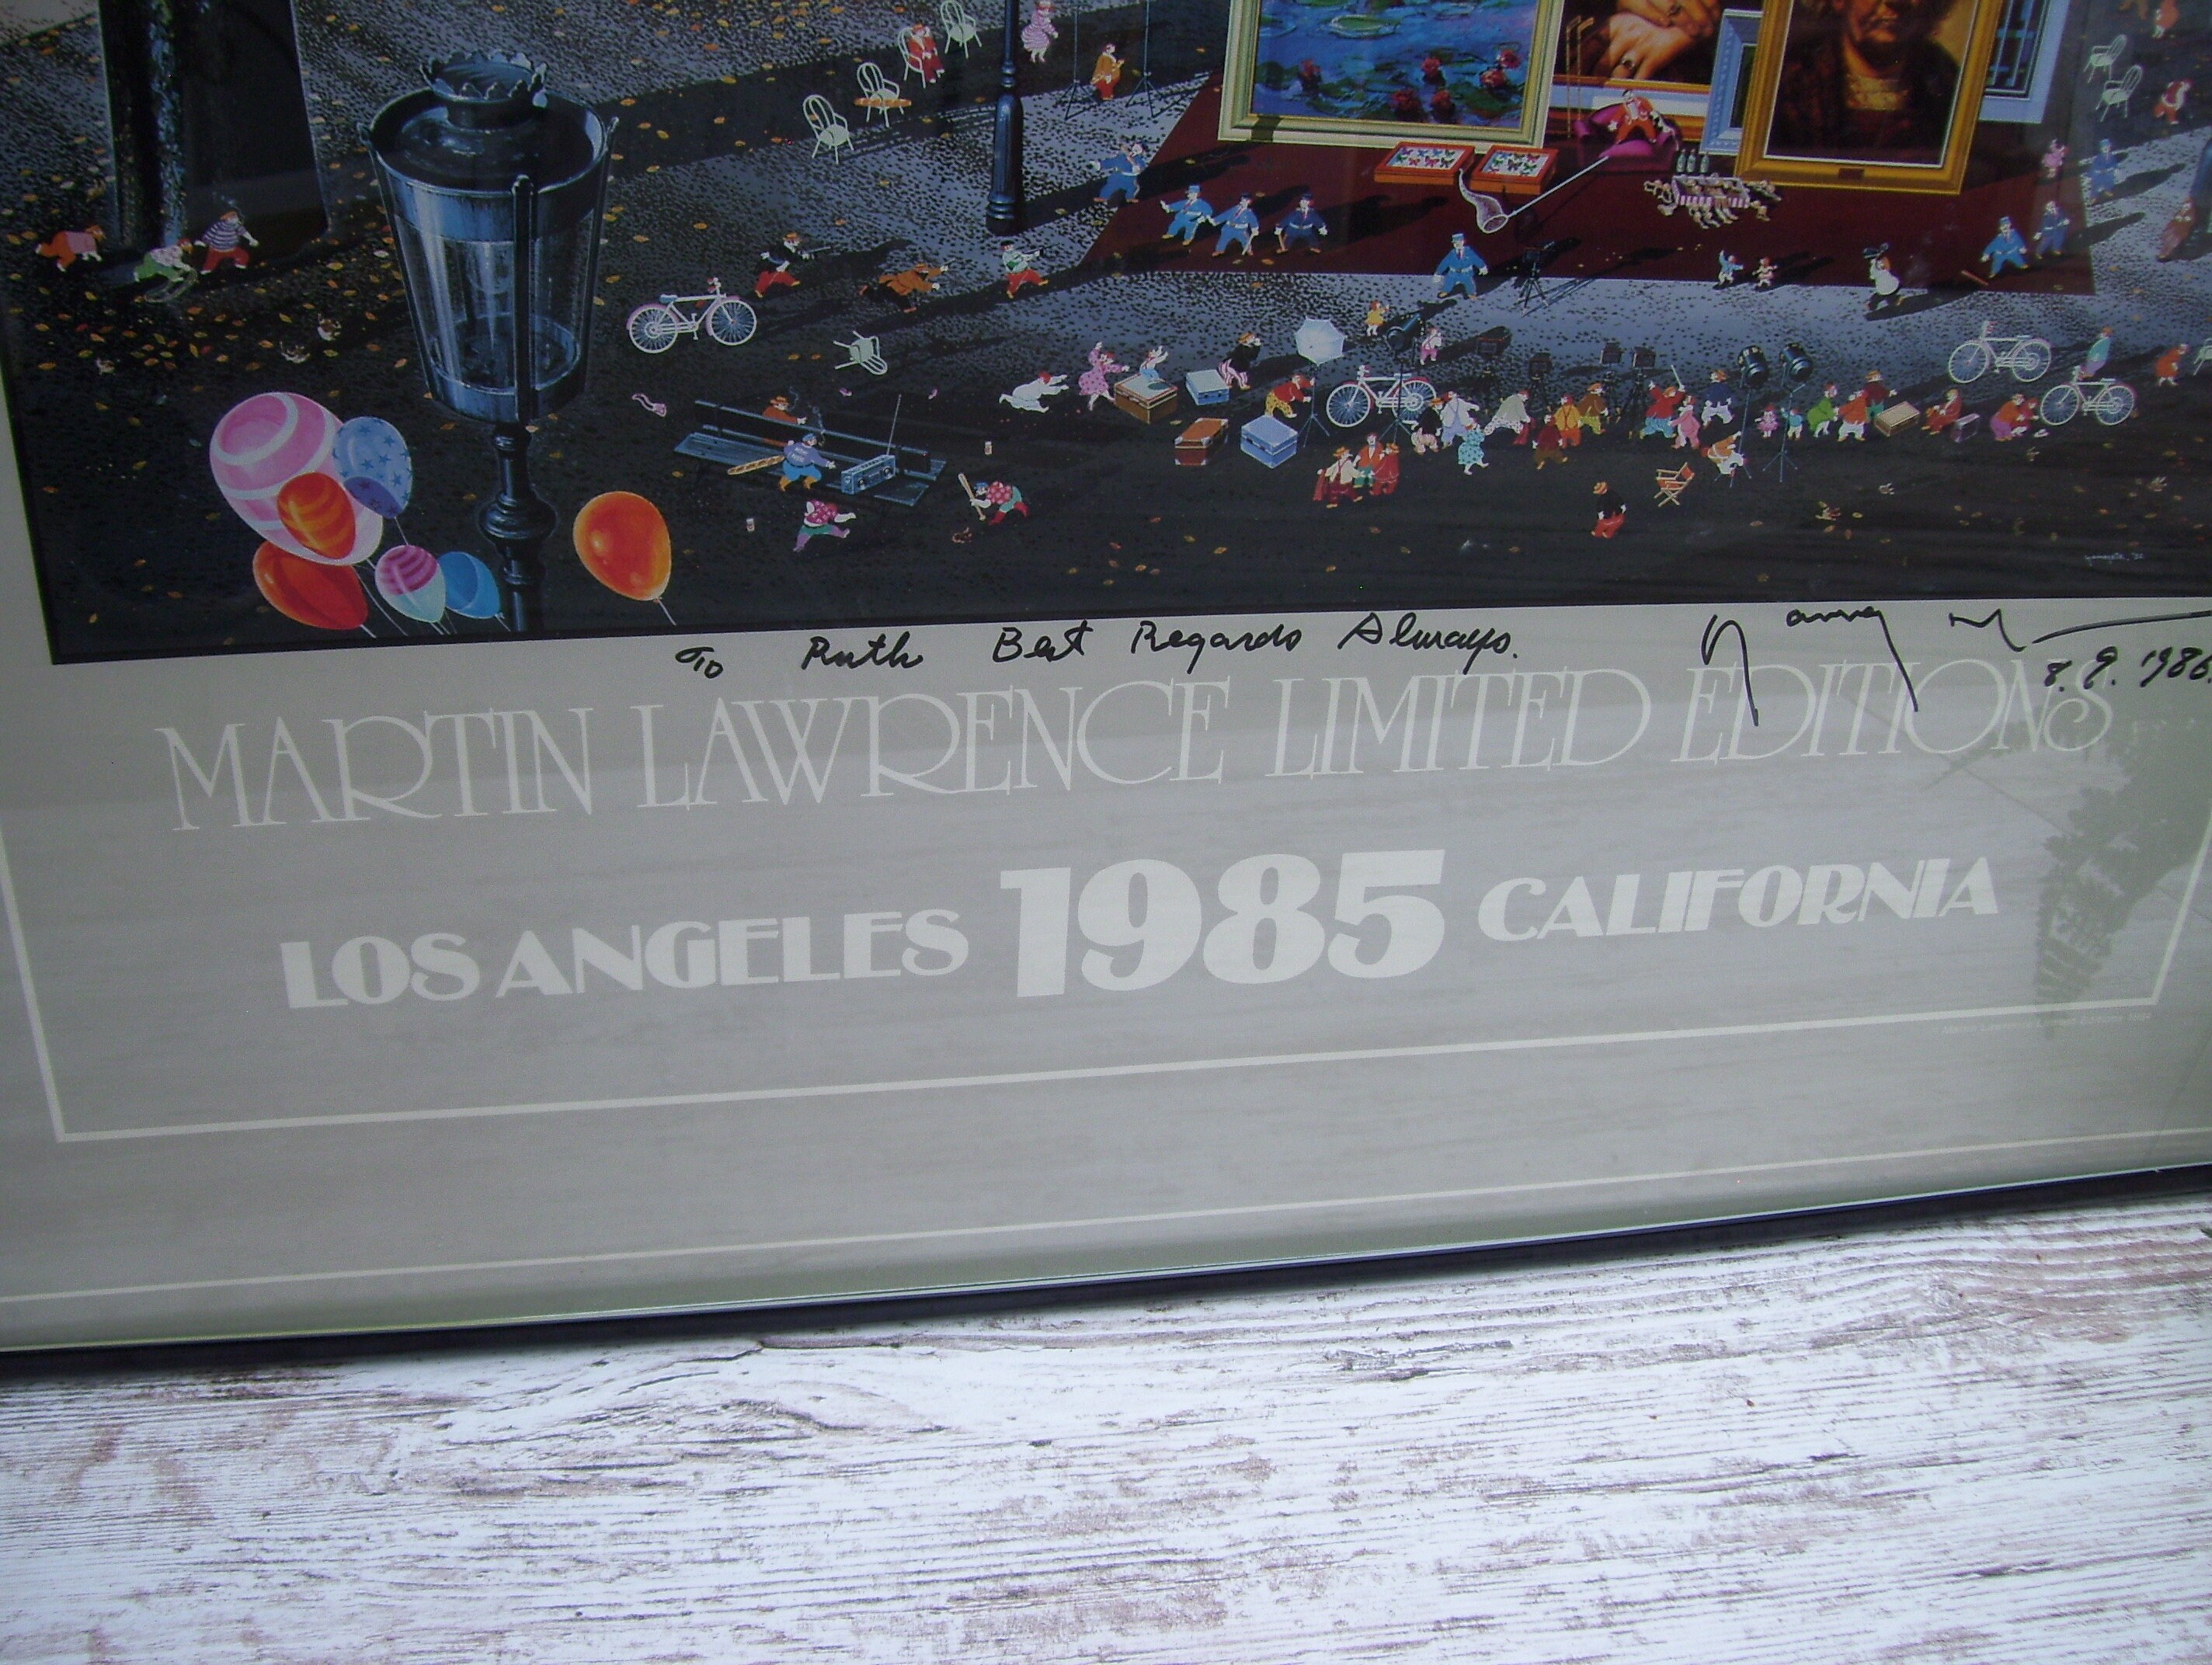 To Ruth Best Regards Always.
8.9.1986.
MARTIN LAWRENCE LIMITED EDITIONS
LOS ANGELES 1985 CALIFORNIA